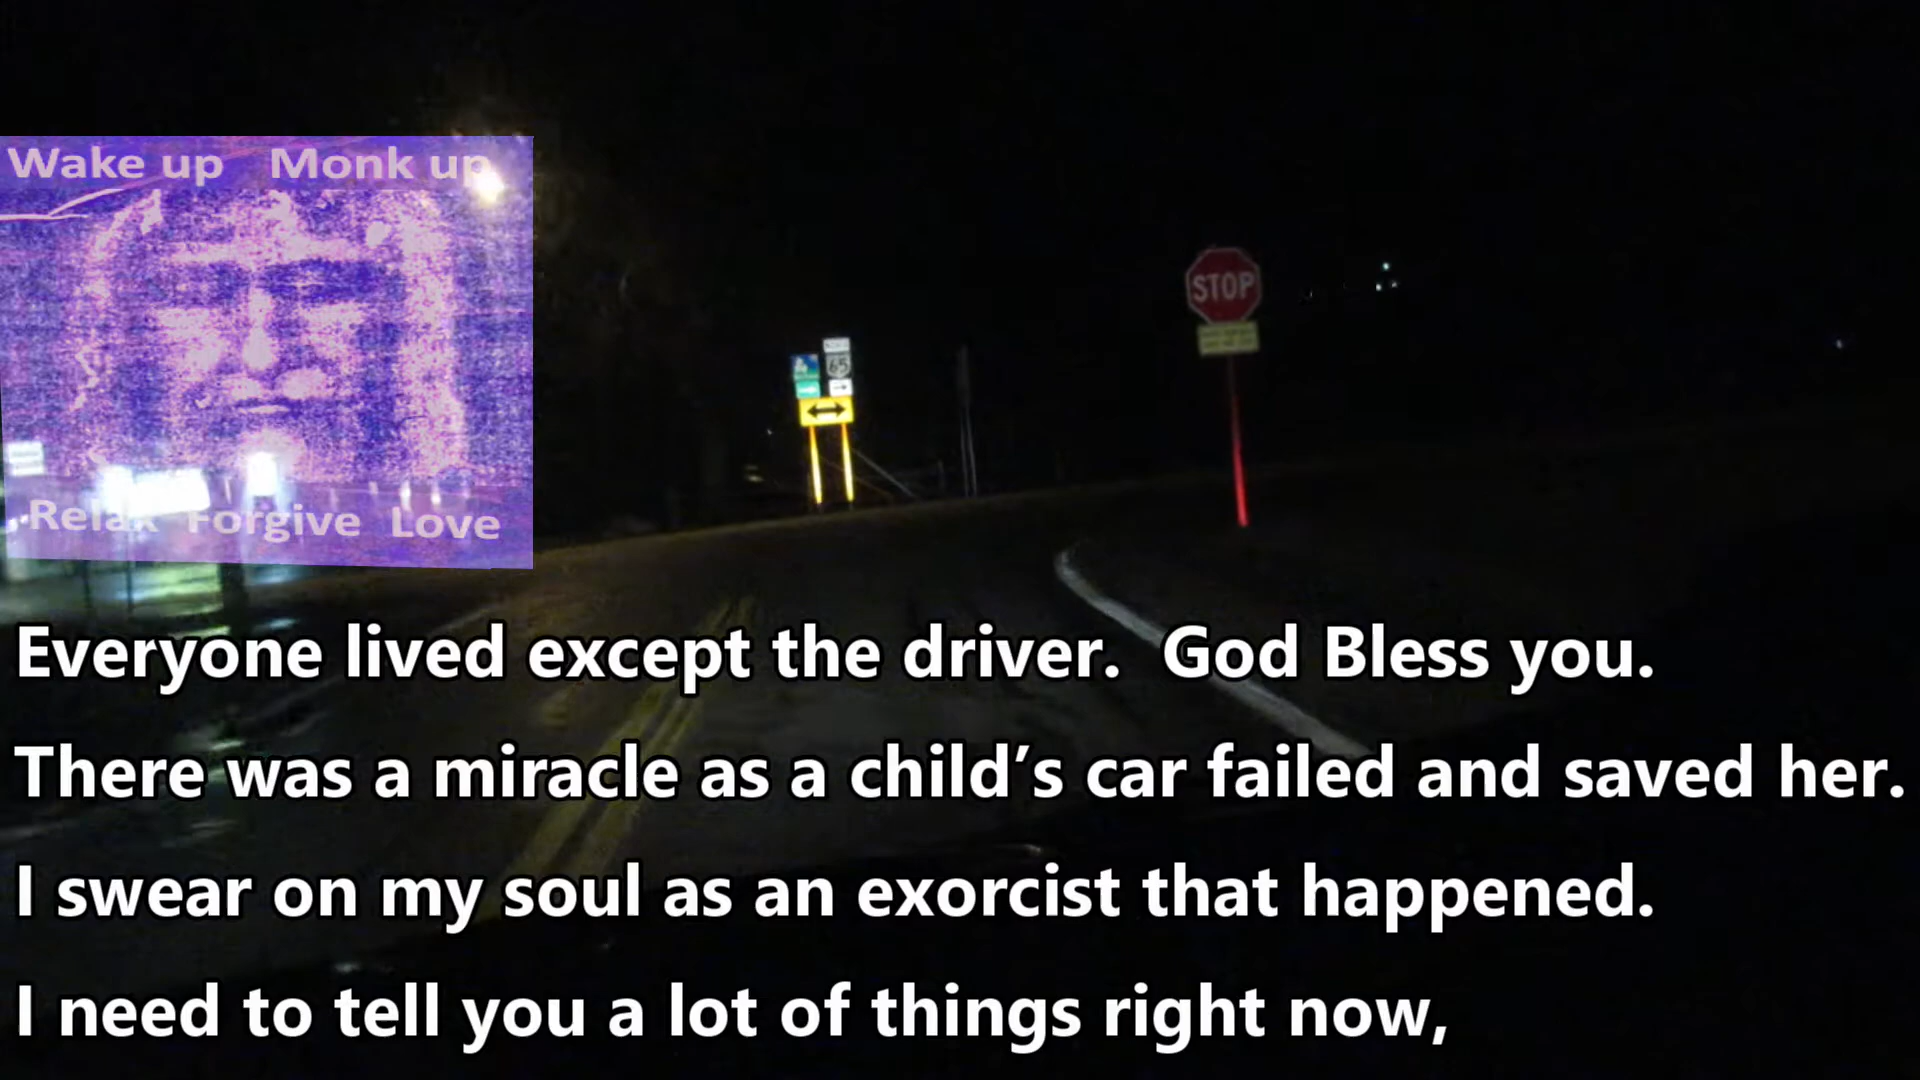 Wake up Monk up
STOP
65
Relax Forgive Love
Everyone lived except the driver.  God Bless you.
There was a miracle as a child’s car failed and saved her.
I swear on my soul as an exorcist that happened.
I need to tell you a lot of things right now,